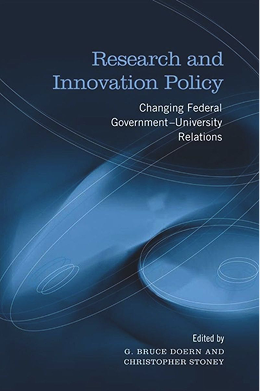 Research and
Innovation Policy
Changing Federal
Government–University
Relations
Edited by
G. BRUCE DOERN AND
CHRISTOPHER STONEY